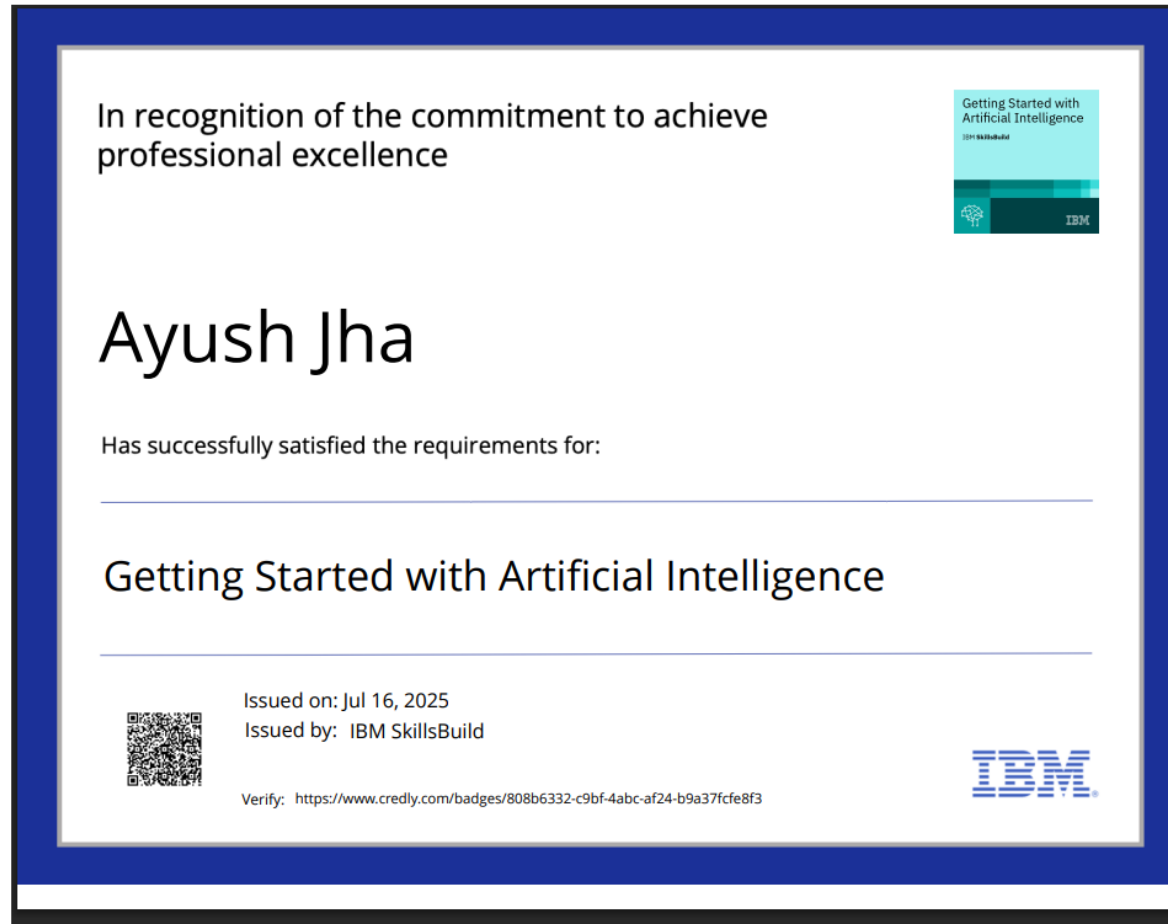 In recognition of the commitment to achieve
professional excellence
Getting Started with
Artificial Intelligence
IBM SkillsBuild
IBM
Ayush Jha
Has successfully satisfied the requirements for:
Getting Started with Artificial Intelligence
Issued on: Jul 16, 2025
Issued by: IBM SkillsBuild
Verify: https://www.credly.com/badges/808b6332-c9bf-4abc-af24-b9a37fcfe8f3
IBM®